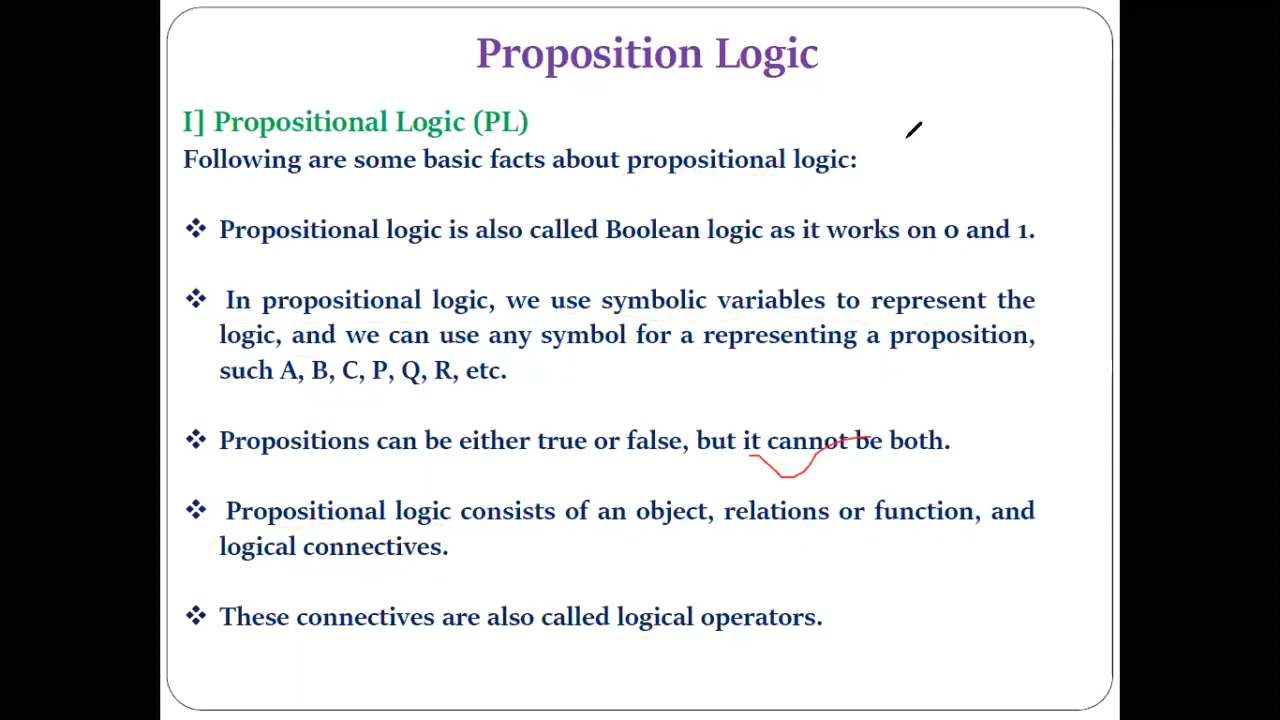 Proposition Logic
I] Propositional Logic (PL)
Following are some basic facts about propositional logic:
❖ Propositional logic is also called Boolean logic as it works on 0 and 1.
❖ In propositional logic, we use symbolic variables to represent the
logic, and we can use any symbol for a representing a proposition,
such A, B, C, P, Q, R, etc.
❖ Propositions can be either true or false, but it cannot be both.
❖ Propositional logic consists of an object, relations or function, and
logical connectives.
❖ These connectives are also called logical operators.